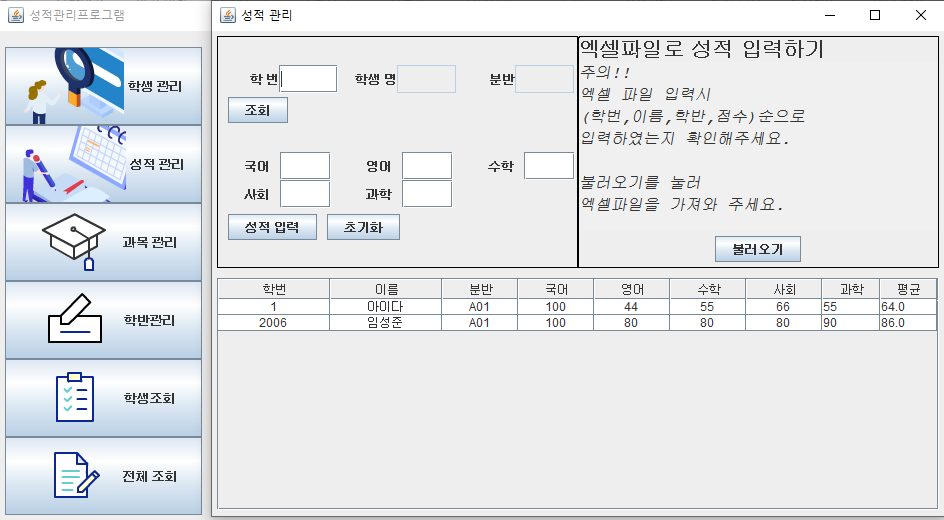 성적관리프로그램
학생 관리
성적 관리
과목 관리
학반관리
학생조회
전체 조회
성적 관리
학 번 학생 명 분반
조회
국어 영어 수학
사회 과학
성적 입력 초기화
엑셀파일로 성적 입력하기
주의!!
엑셀 파일 입력시
(학번,이름,학반,점수)순으로
입력하였는지 확인해주세요.
불러오기를 눌러
엑셀파일을 가져와 주세요.
불러오기
학번 이름 분반 국어 영어 수학 사회 과학 평균
1 아이다 A01 100 44 55 66 55 64.0
2006 임성준 A01 100 80 80 80 90 86.0